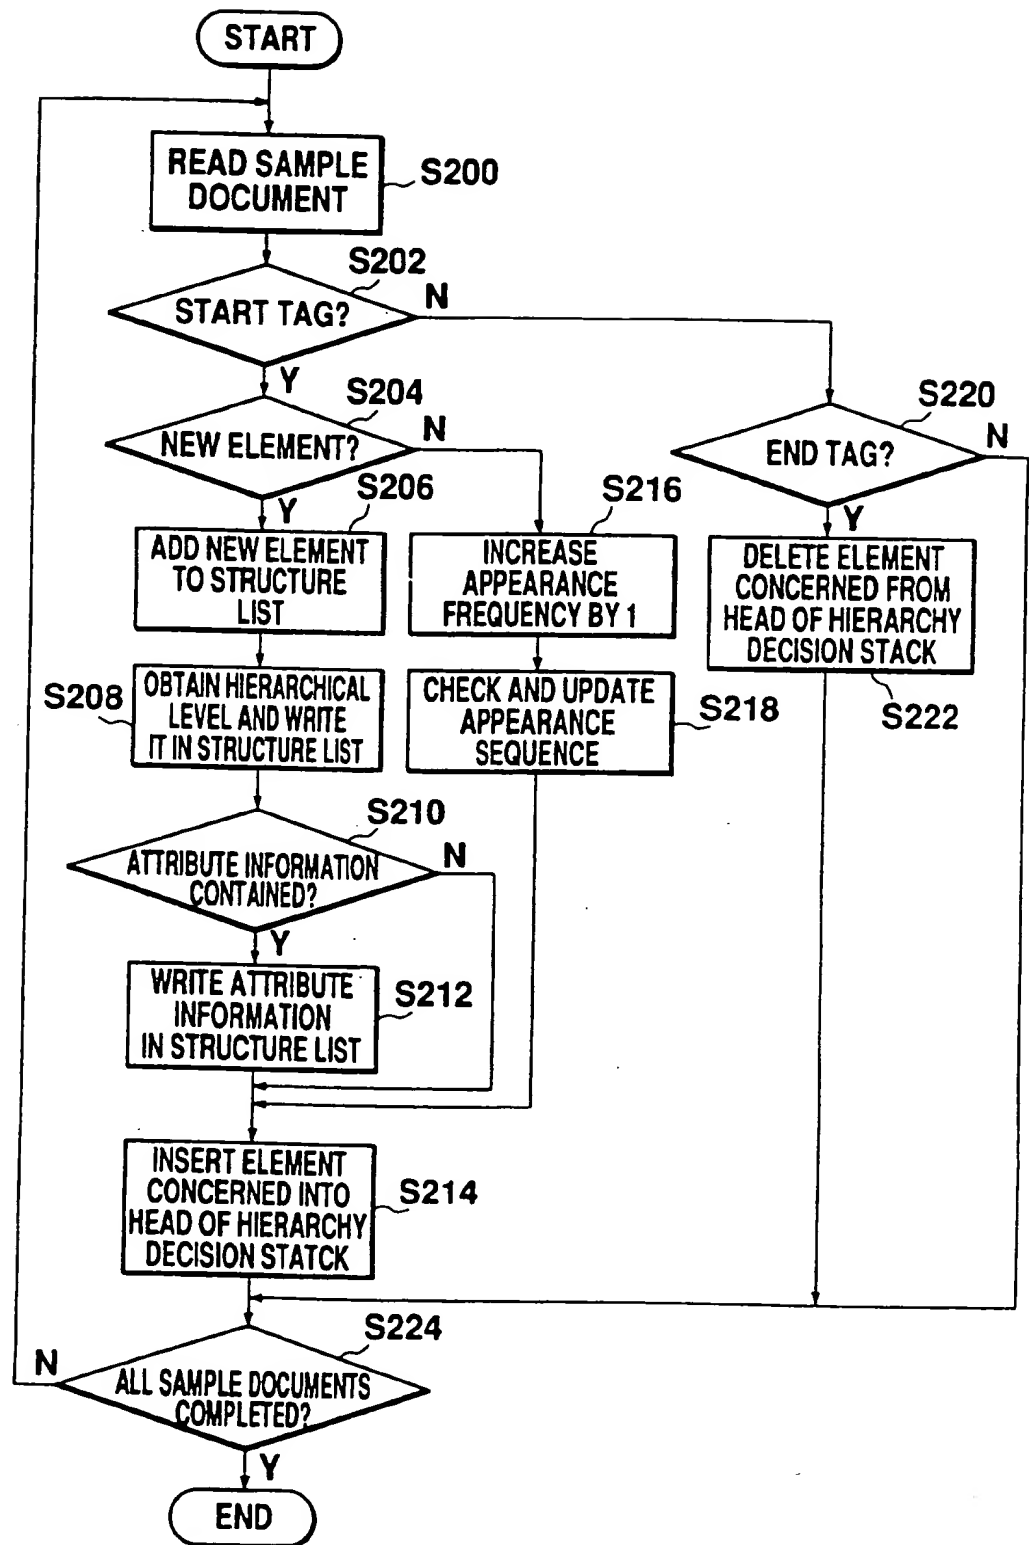 START
READ SAMPLE
DOCUMENT
S200
S202
START TAG?
N
Y
S204
NEW ELEMENT?
N
S220
END TAG?
N
Y
S206
Y
ADD NEW ELEMENT
TO STRUCTURE
LIST
S216
INCREASE
APPEARANCE
FREQUENCY BY 1
DELETE ELEMENT
CONCERNED FROM
HEAD OF HIERARCHY
DECISION STACK
S222
S208
OBTAIN HIERARCHICAL
LEVEL AND WRITE
IT IN STRUCTURE LIST
CHECK AND UPDATE
APPEARANCE
SEQUENCE
S218
S210
ATTRIBUTE INFORMATION
CONTAINED?
N
Y
WRITE ATTRIBUTE
INFORMATION
IN STRUCTURE LIST
S212
INSERT ELEMENT
CONCERNED INTO
HEAD OF HIERARCHY
DECISION STATCK
S214
S224
N
ALL SAMPLE DOCUMENTS
COMPLETED?
Y
END